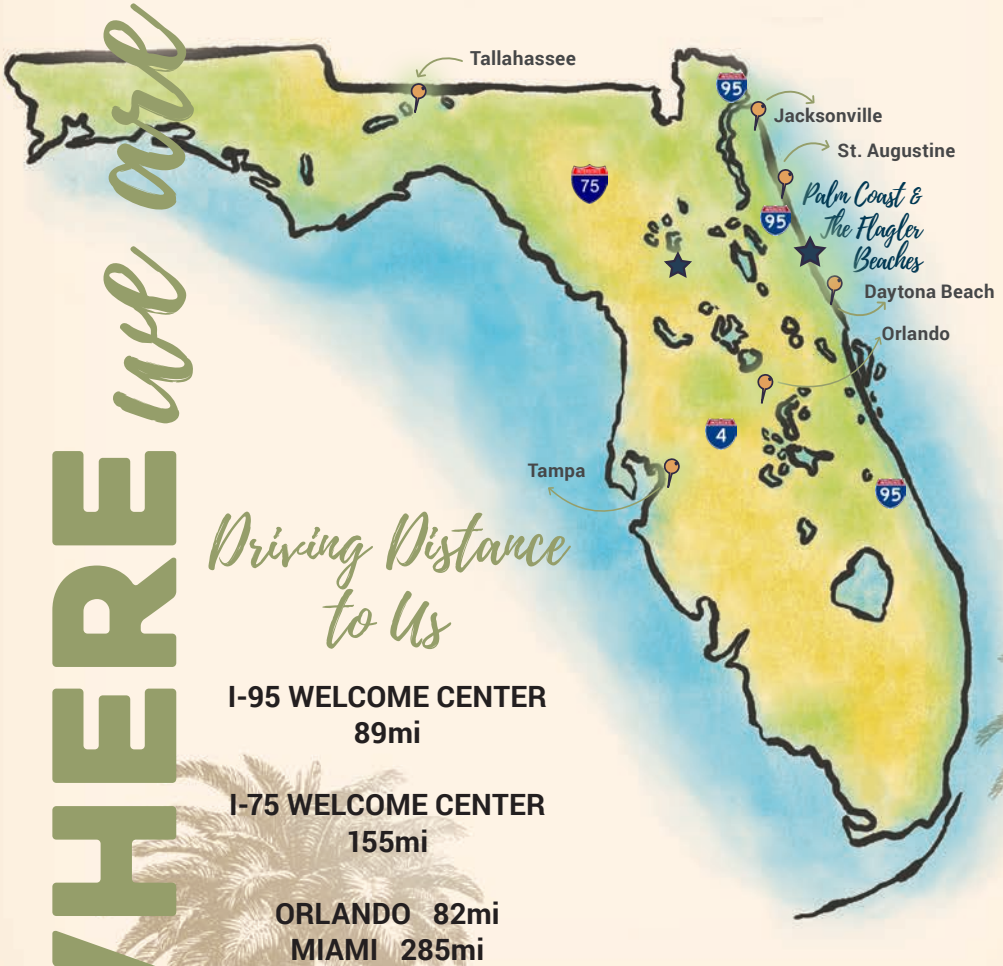 WHERE we are
Tallahassee
95
Jacksonville
St. Augustine
75
95
Palm Coast &
The Flagler
Beaches
Daytona Beach
Orlando
4
Tampa
95
Driving Distance
to Us
I-95 WELCOME CENTER
89mi
I-75 WELCOME CENTER
155mi
ORLANDO 82mi
MIAMI 285mi